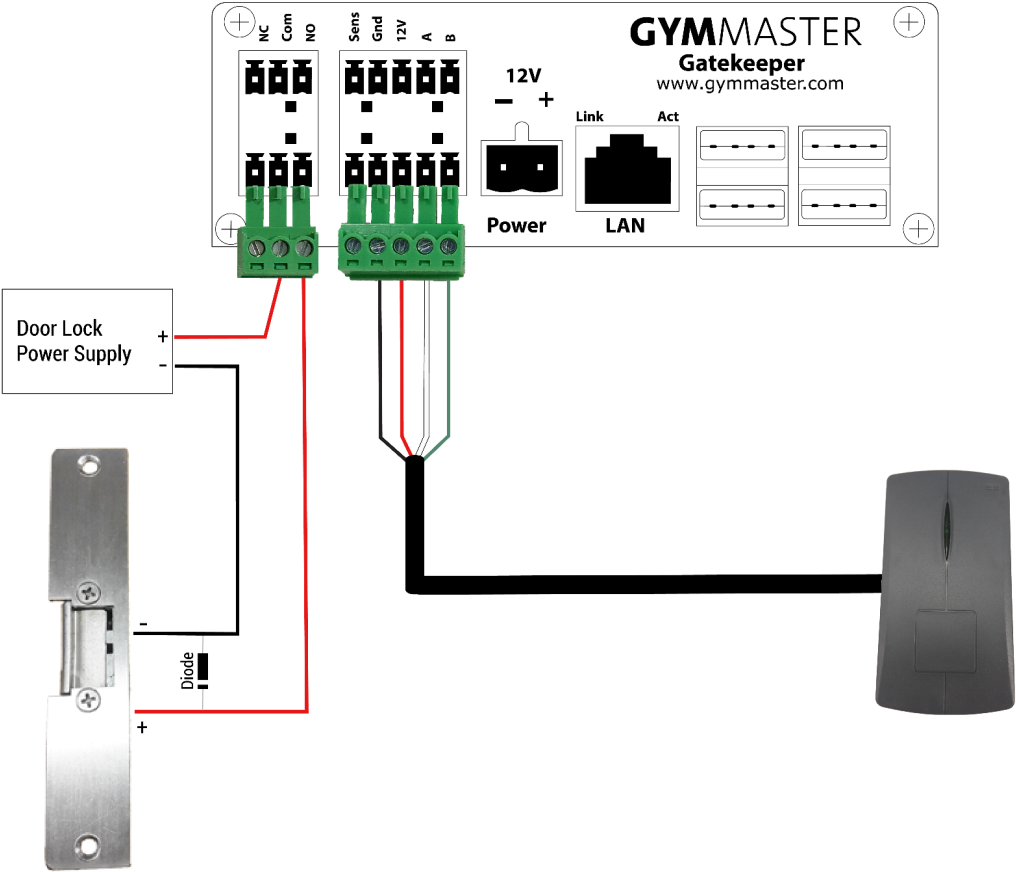 NC
Com
NO
Sens
Gnd
12V
A
B
GYMMASTER
Gatekeeper
www.gymmaster.com
12V
− +
Link Act
Power
LAN
Door Lock
Power Supply
+
-
-
Diode
+